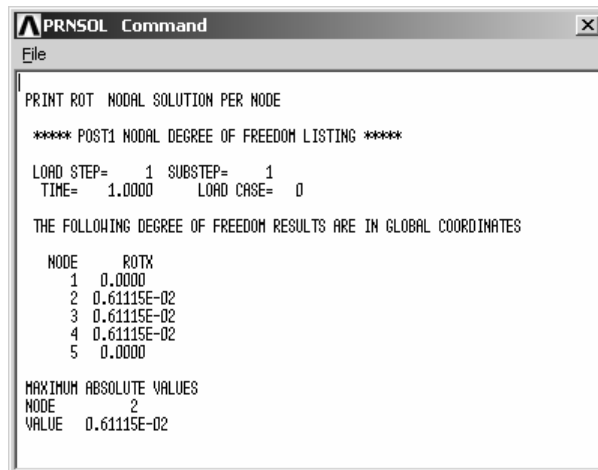 PRNSOL Command
File
PRINT ROT NODAL SOLUTION PER NODE
***** POST1 NODAL DEGREE OF FREEDOM LISTING *****
LOAD STEP= 1 SUBSTEP= 1
TIME= 1.0000 LOAD CASE= 0
THE FOLLOWING DEGREE OF FREEDOM RESULTS ARE IN GLOBAL COORDINATES
NODE ROTX
1 0.0000
2 0.61115E-02
3 0.61115E-02
4 0.61115E-02
5 0.0000
MAXIMUM ABSOLUTE VALUES
NODE 2
VALUE 0.61115E-02